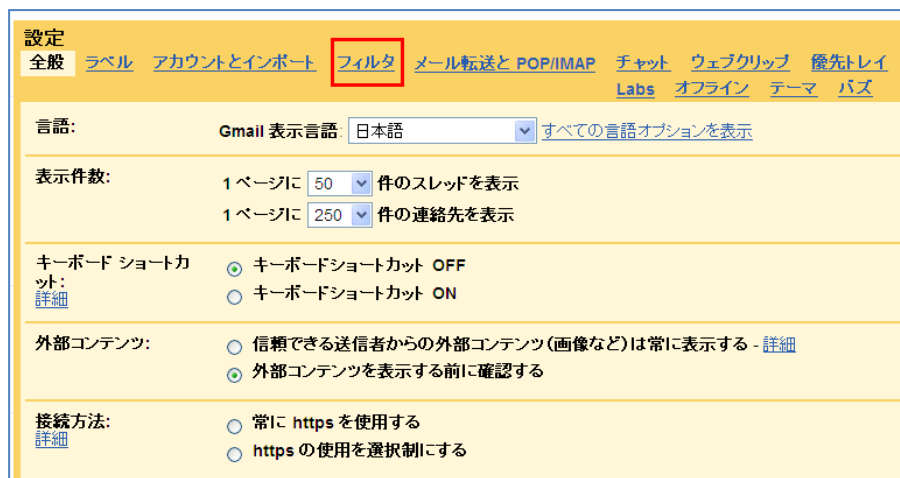 設定
全般 ラベル アカウントとインポート フィルタ メール転送と POP/IMAP チャット ウェブクリップ 優先トレイ
Labs オフライン テーマ バズ
言語: Gmail 表示言語: 日本語 すべての言語オプションを表示
表示件数: 1 ページに 50 件のスレッドを表示
1 ページに 250 件の連絡先を表示
キーボード ショートカ キーボードショートカット OFF
ット:
詳細 キーボードショートカット ON
外部コンテンツ: 信頼できる送信者からの外部コンテンツ(画像など)は常に表示する - 詳細
外部コンテンツを表示する前に確認する
接続方法: 常に https を使用する
詳細 https の使用を選択制にする